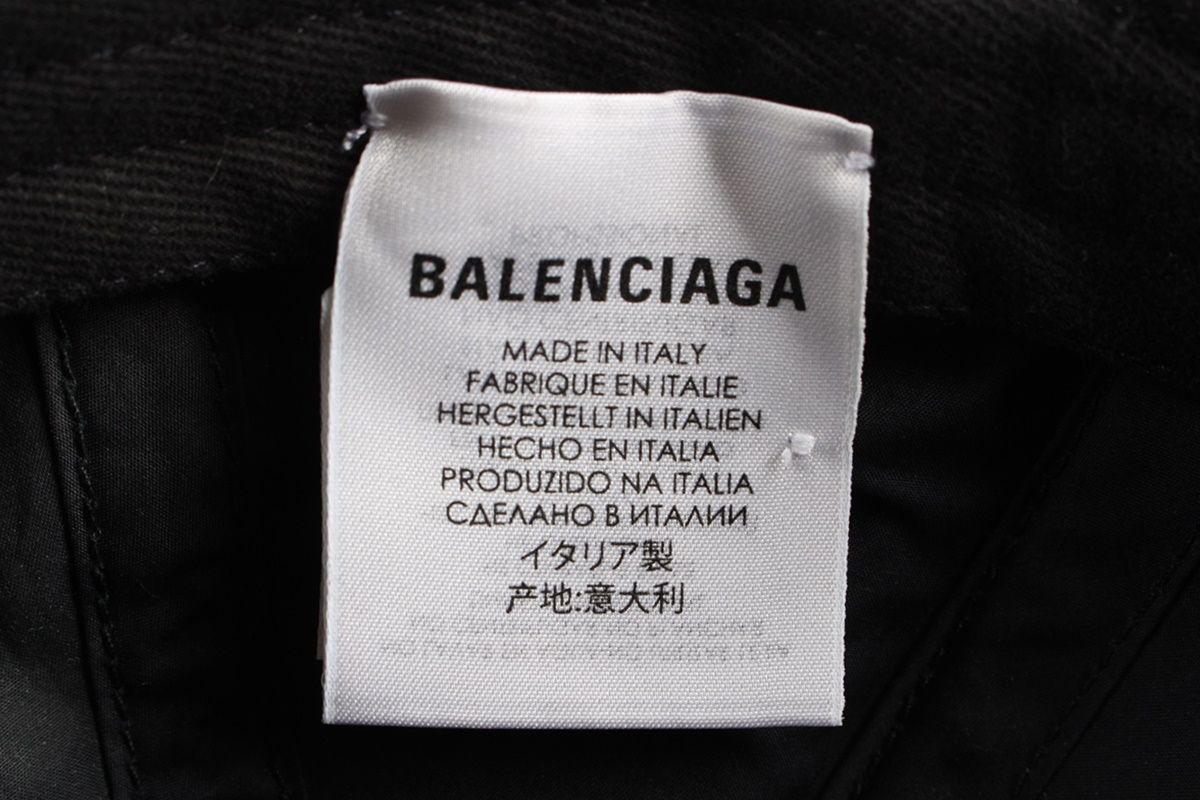 BALENCIAGA
MADE IN ITALY
FABRIQUE EN ITALIE
HERGESTELLT IN ITALIEN
HECHO EN ITALIA
PRODUZIDO NA ITALIA
СДЕЛАНО В ИТАЛИИ
イタリア製
产地:意大利